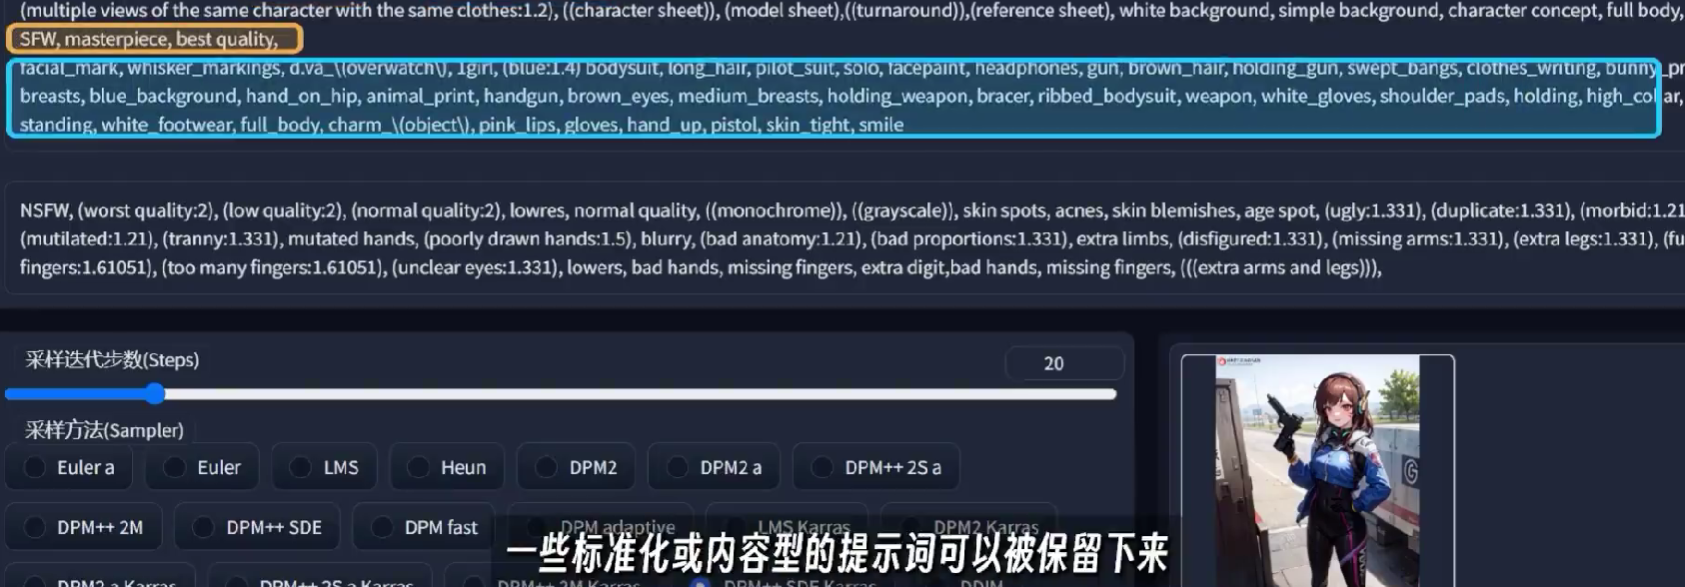 (multiple views of the same character with the same clothes:1.2), ((character sheet)), (model sheet),((turnaround)),(reference sheet), white background, simple background, character concept, full body,
SFW, masterpiece, best quality,
facial_mark, whisker_markings, d.va_\(overwatch\), 1girl, (blue:1.4) bodysuit, long_hair, pilot_suit, solo, facepaint, headphones, gun, brown_hair, holding_gun, swept_bangs, clothes_writing, bunny_pr
breasts, blue_background, hand_on_hip, animal_print, handgun, brown_eyes, medium_breasts, holding_weapon, bracer, ribbed_bodysuit, weapon, white_gloves, shoulder_pads, holding, high_collar,
standing, white_footwear, full_body, charm_\(object\), pink_lips, gloves, hand_up, pistol, skin_tight, smile
NSFW, (worst quality:2), (low quality:2), (normal quality:2), lowres, normal quality, ((monochrome)), ((grayscale)), skin spots, acnes, skin blemishes, age spot, (ugly:1.331), (duplicate:1.331), (morbid:1.21
(mutilated:1.21), (tranny:1.331), mutated hands, (poorly drawn hands:1.5), blurry, (bad anatomy:1.21), (bad proportions:1.331), extra limbs, (disfigured:1.331), (missing arms:1.331), (extra legs:1.331), (fu
fingers:1.61051), (too many fingers:1.61051), (unclear eyes:1.331), lowers, bad hands, missing fingers, extra digit,bad hands, missing fingers, (((extra arms and legs))),
采样迭代步数(Steps)
20
采样方法(Sampler)
Euler a Euler LMS Heun DPM2 DPM2 a DPM++ 2S a
DPM++ 2M DPM++ SDE DPM fast DPM adaptive LMS Karras DPM2 Karras
一些标准化或内容型的提示词可以被保留下来
DPM2 a Karras DPM++ 2S a Karras DPM++ 2M Karras DPM++ SDE Karras DDIM